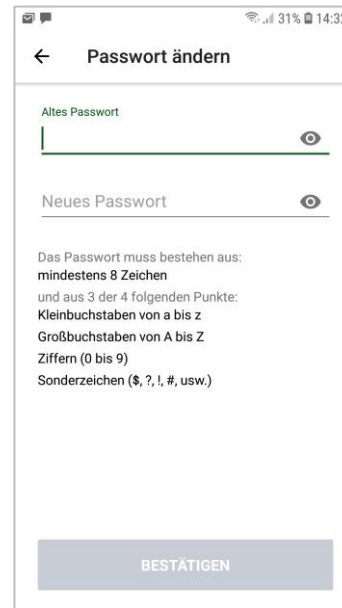 31% 14:32
Passwort ändern
Altes Passwort
Neues Passwort
Das Passwort muss bestehen aus:
mindestens 8 Zeichen
und aus 3 der 4 folgenden Punkte:
Kleinbuchstaben von a bis z
Großbuchstaben von A bis Z
Ziffern (0 bis 9)
Sonderzeichen ($, ?, !, #, usw.)
BESTÄTIGEN